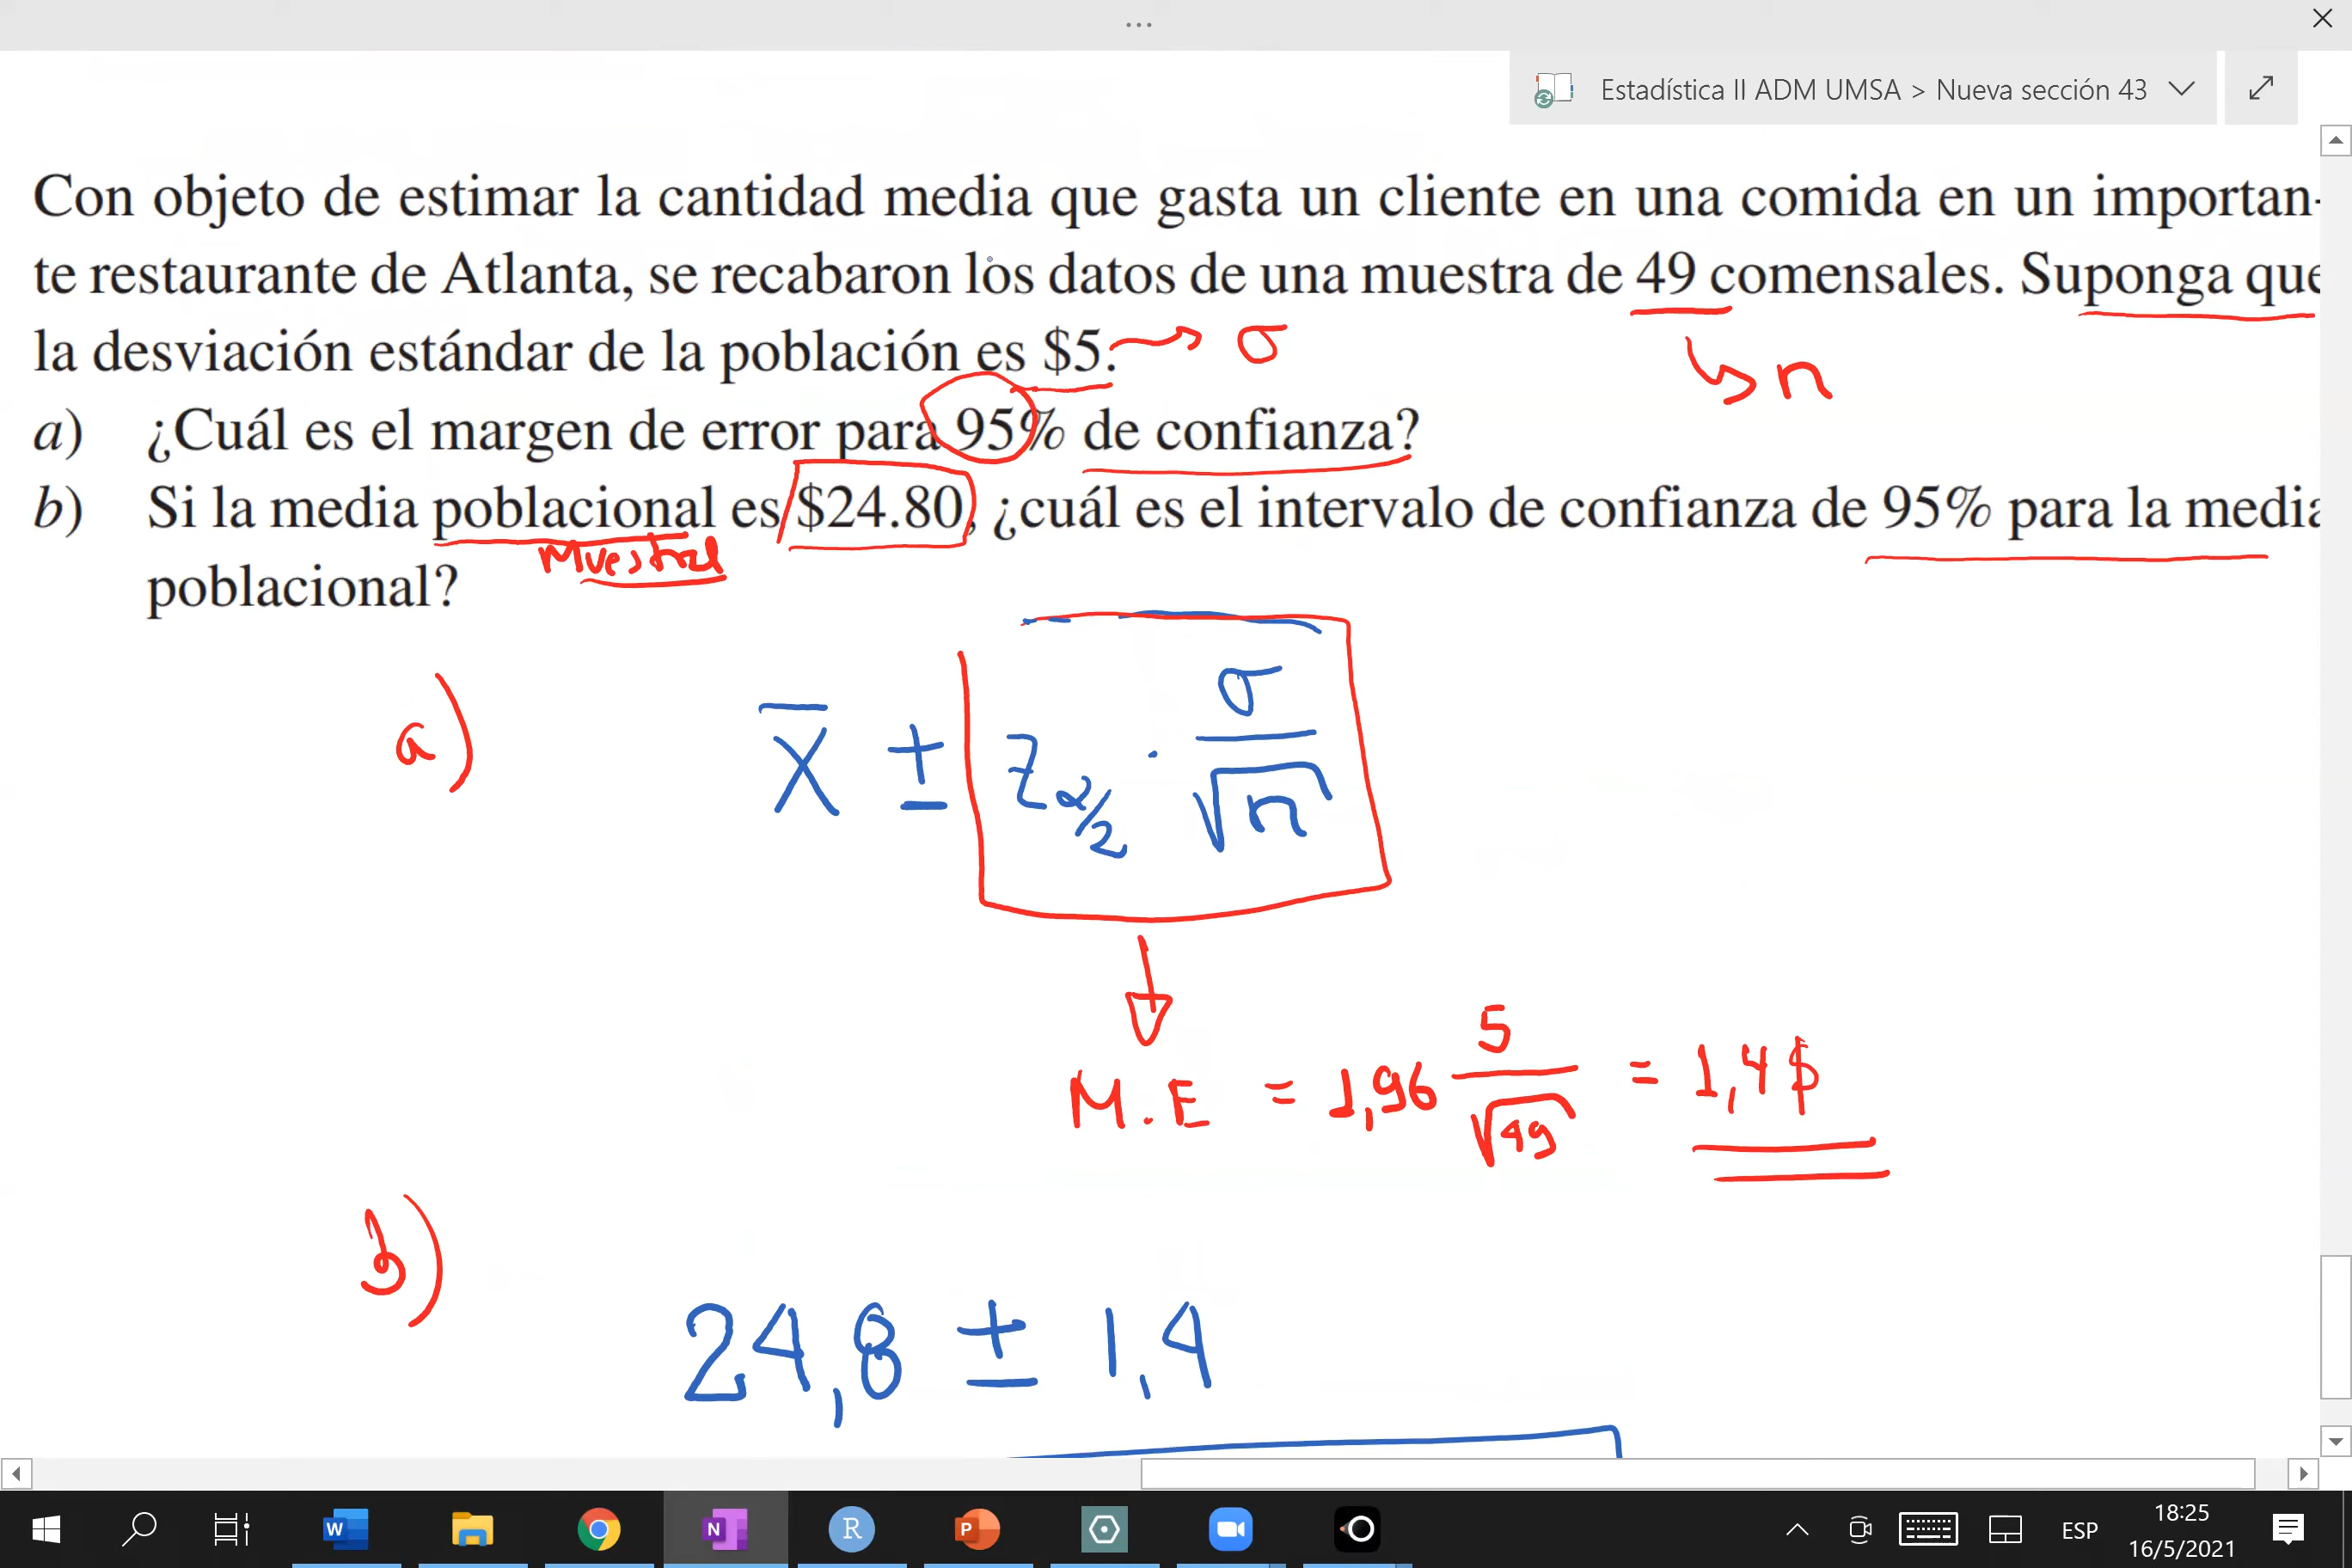 Estadística II ADM UMSA > Nueva sección 43
Con objeto de estimar la cantidad media que gasta un cliente en una comida en un importan-
te restaurante de Atlanta, se recabaron los datos de una muestra de 49 comensales. Suponga que
la desviación estándar de la población es $5. → σ
↳ n
a) ¿Cuál es el margen de error para 95% de confianza?
b) Si la media poblacional es $24.80, ¿cuál es el intervalo de confianza de 95% para la media
Muestral
poblacional?
a) X̅ ± Z α/2 · σ/√n
M.E = 1,96 5/√49 = 1,4 $
b)
24,8 ± 1,4
W
N
R
P
ESP
18:25
16/5/2021